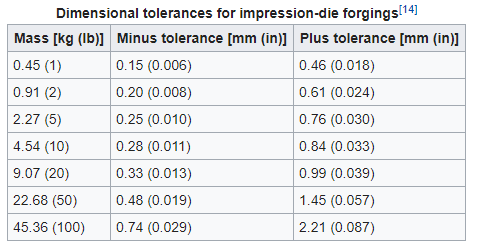 Dimensional tolerances for impression-die forgings[14]
Mass [kg (lb)] Minus tolerance [mm (in)] Plus tolerance [mm (in)]
0.45 (1) 0.15 (0.006) 0.46 (0.018)
0.91 (2) 0.20 (0.008) 0.61 (0.024)
2.27 (5) 0.25 (0.010) 0.76 (0.030)
4.54 (10) 0.28 (0.011) 0.84 (0.033)
9.07 (20) 0.33 (0.013) 0.99 (0.039)
22.68 (50) 0.48 (0.019) 1.45 (0.057)
45.36 (100) 0.74 (0.029) 2.21 (0.087)